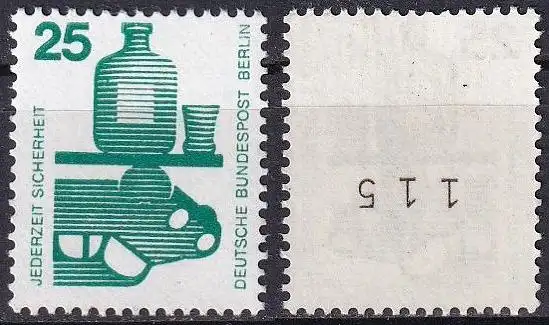 25
JEDERZEIT SICHERHEIT
DEUTSCHE BUNDESPOST BERLIN
115